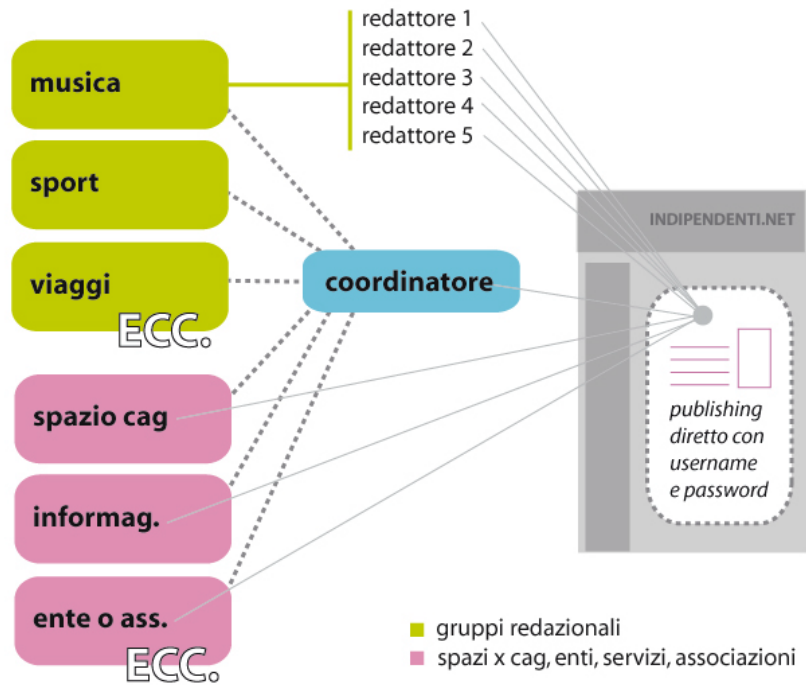 redattore 1
redattore 2
redattore 3
redattore 4
redattore 5
musica
sport
viaggi
ECC.
coordinatore
spazio cag
informag.
ente o ass.
ECC.
INDIPENDENTI.NET
publishing
diretto con
username
e password
gruppi redazionali
spazi x cag, enti, servizi, associazioni